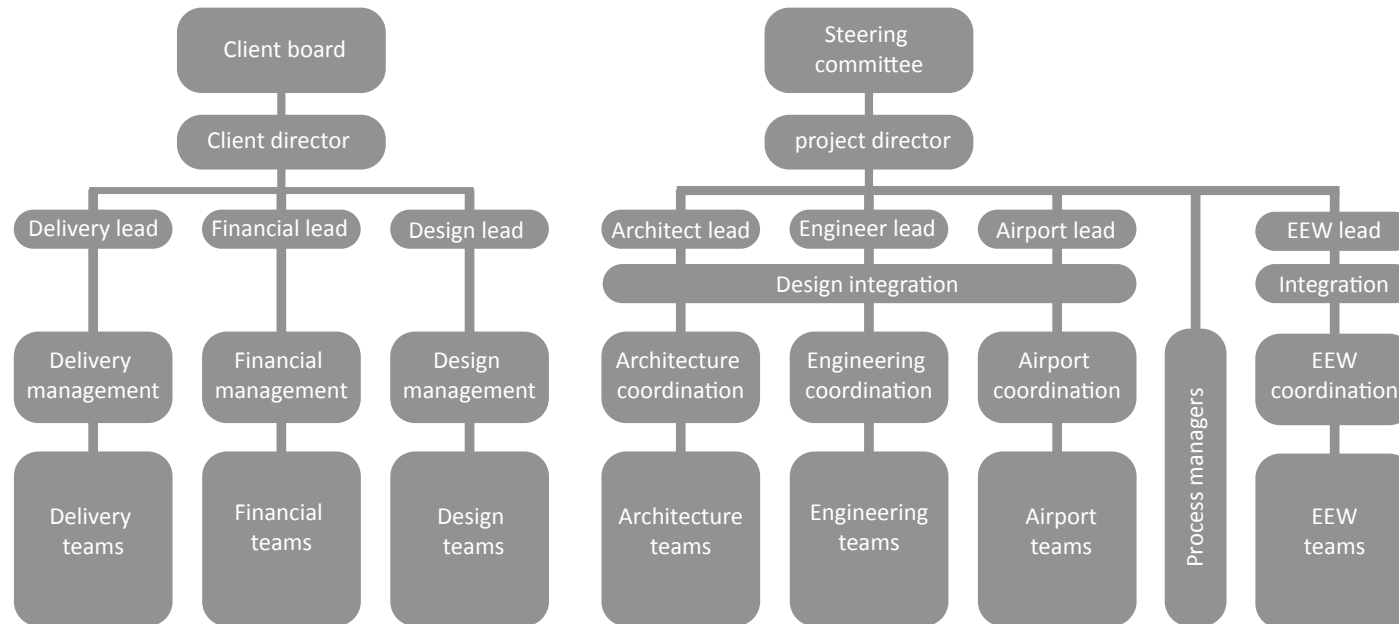 Client board
Steering
committee
Client director
project director
Delivery lead
Financial lead
Design lead
Architect lead
Engineer lead
Airport lead
EEW lead
Design integration
Integration
Delivery
management
Financial
management
Design
management
Architecture
coordination
Engineering
coordination
Airport
coordination
EEW
coordination
Process managers
Delivery
teams
Financial
teams
Design
teams
Architecture
teams
Engineering
teams
Airport
teams
EEW
teams